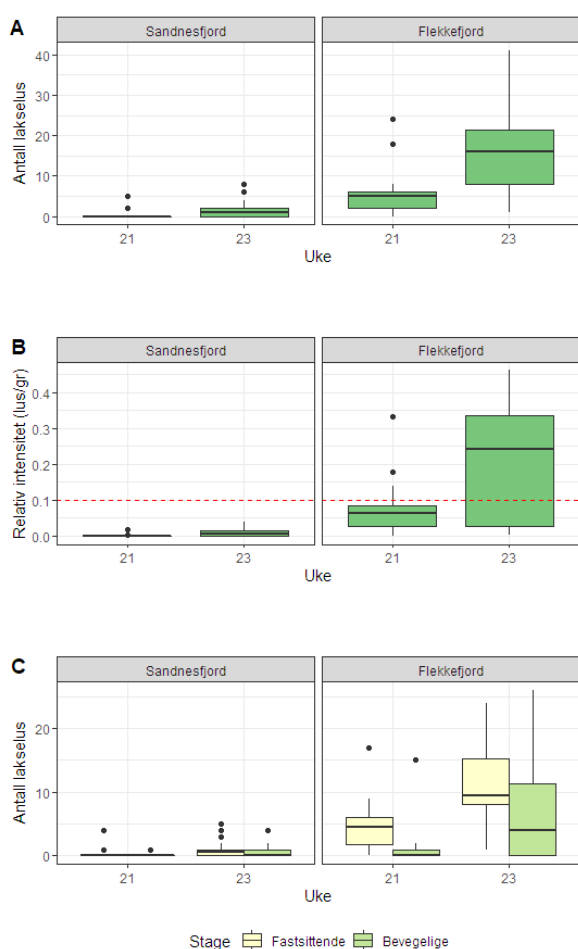 A
Sandnesfjord Flekkefjord
Antall lakselus
40
30
20
10
0
21 23 21 23
Uke
B
Sandnesfjord Flekkefjord
Relativ intensitet (lus/gr)
0.4
0.3
0.2
0.1
0.0
21 23 21 23
Uke
C
Sandnesfjord Flekkefjord
Antall lakselus
20
10
0
21 23 21 23
Uke
Stage Fastsittende Bevegelige